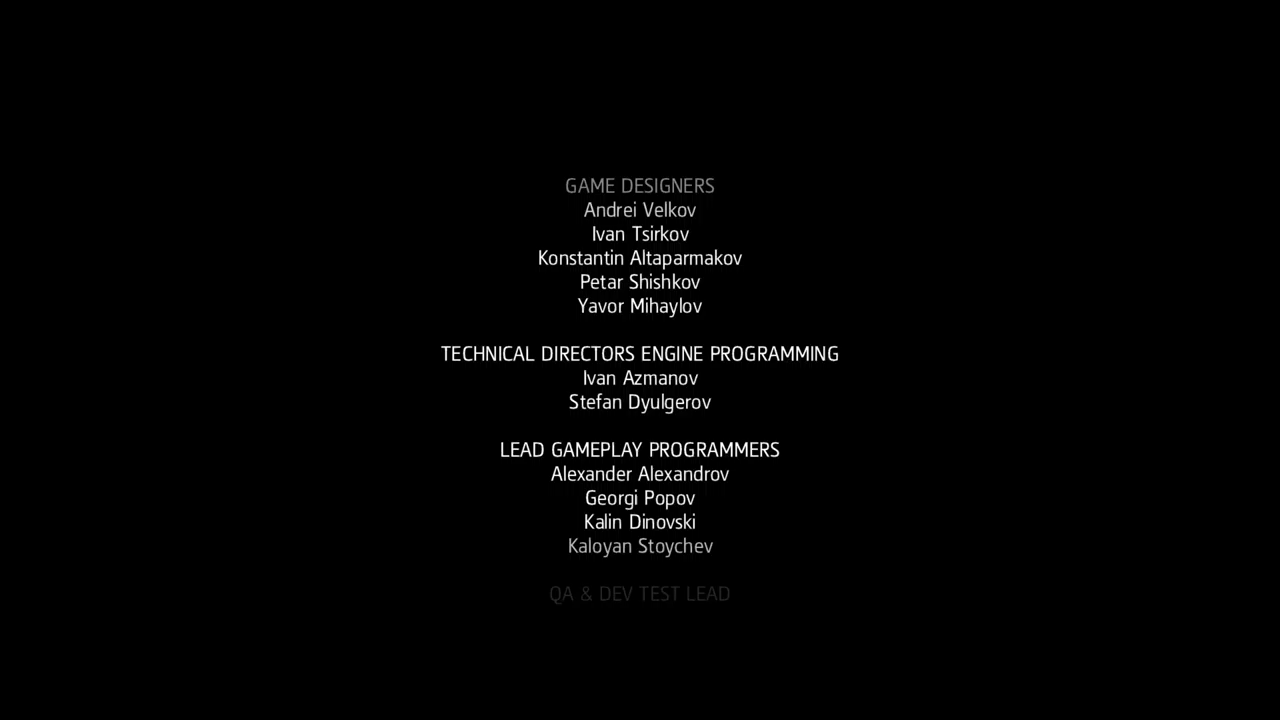 GAME DESIGNERS
Andrei Velkov
Ivan Tsirkov
Konstantin Altaparmakov
Petar Shishkov
Yavor Mihaylov
TECHNICAL DIRECTORS ENGINE PROGRAMMING
Ivan Azmanov
Stefan Dyulgerov
LEAD GAMEPLAY PROGRAMMERS
Alexander Alexandrov
Georgi Popov
Kalin Dinovski
Kaloyan Stoychev
QA & DEV TEST LEAD